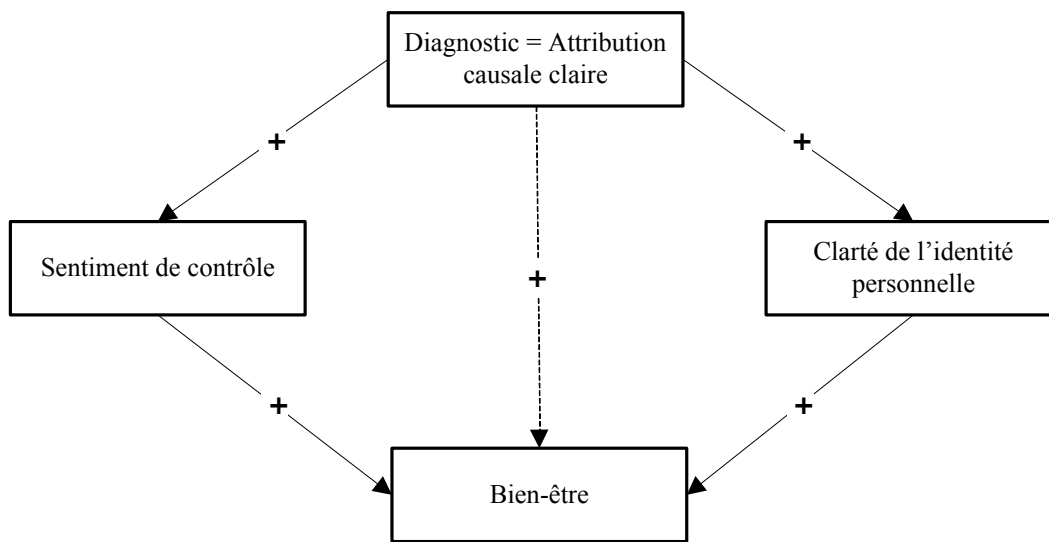 Diagnostic = Attribution
causale claire
+
+
Sentiment de contrôle
+
Clarté de l’identité
personnelle
+
+
Bien-être